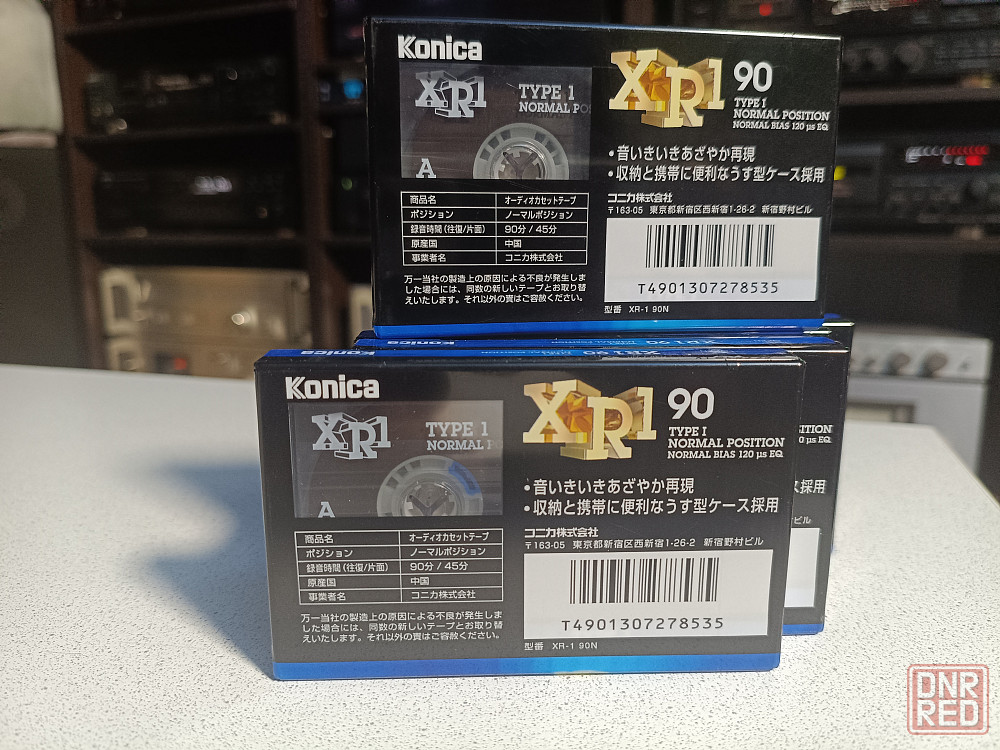 Konica
XR1 90
TYPE 1
NORMAL PO
A
TYPE I
NORMAL POSITION
NORMAL BIAS 120 µs EQ
•音いきいきあざやか再現
•収納と携帯に便利なうす型ケース採用
コニカ株式会社
〒163-05 東京都新宿区西新宿1-26-2 新宿野村ビル
商品名 オーディオカセットテープ
ポジション ノーマルポジション
録音時間(往復/片面) 90分 / 45分
原産国 中国
事業者名 コニカ株式会社
万一当社の製造上の原因による不良が発生しま
した場合には、同数の新しいテープとお取り替
えいたします。それ以外の責はご容赦ください。
T4901307278535
型番 XR-1 90N
Konica
XR1 90
Konica
XR1 90
XR1
TYPE 1
NORMAL P
A
TYPE I
NORMAL POSITION
NORMAL BIAS 120 µs EQ
•音いきいきあざやか再現
•収納と携帯に便利なうす型ケース採用
コニカ株式会社
〒163-05 東京都新宿区西新宿1-26-2 新宿野村ビル
商品名 オーディオカセットテープ
ポジション ノーマルポジション
録音時間(往復/片面) 90分 / 45分
原産国 中国
事業者名 コニカ株式会社
万一当社の製造上の原因による不良が発生しま
した場合には、同数の新しいテープとお取り替
えいたします。それ以外の責はご容赦ください。
T4901307278535
型番 XR-1 90N
ITION
0 µs EQ
ス採用
ビル
DNR
RED